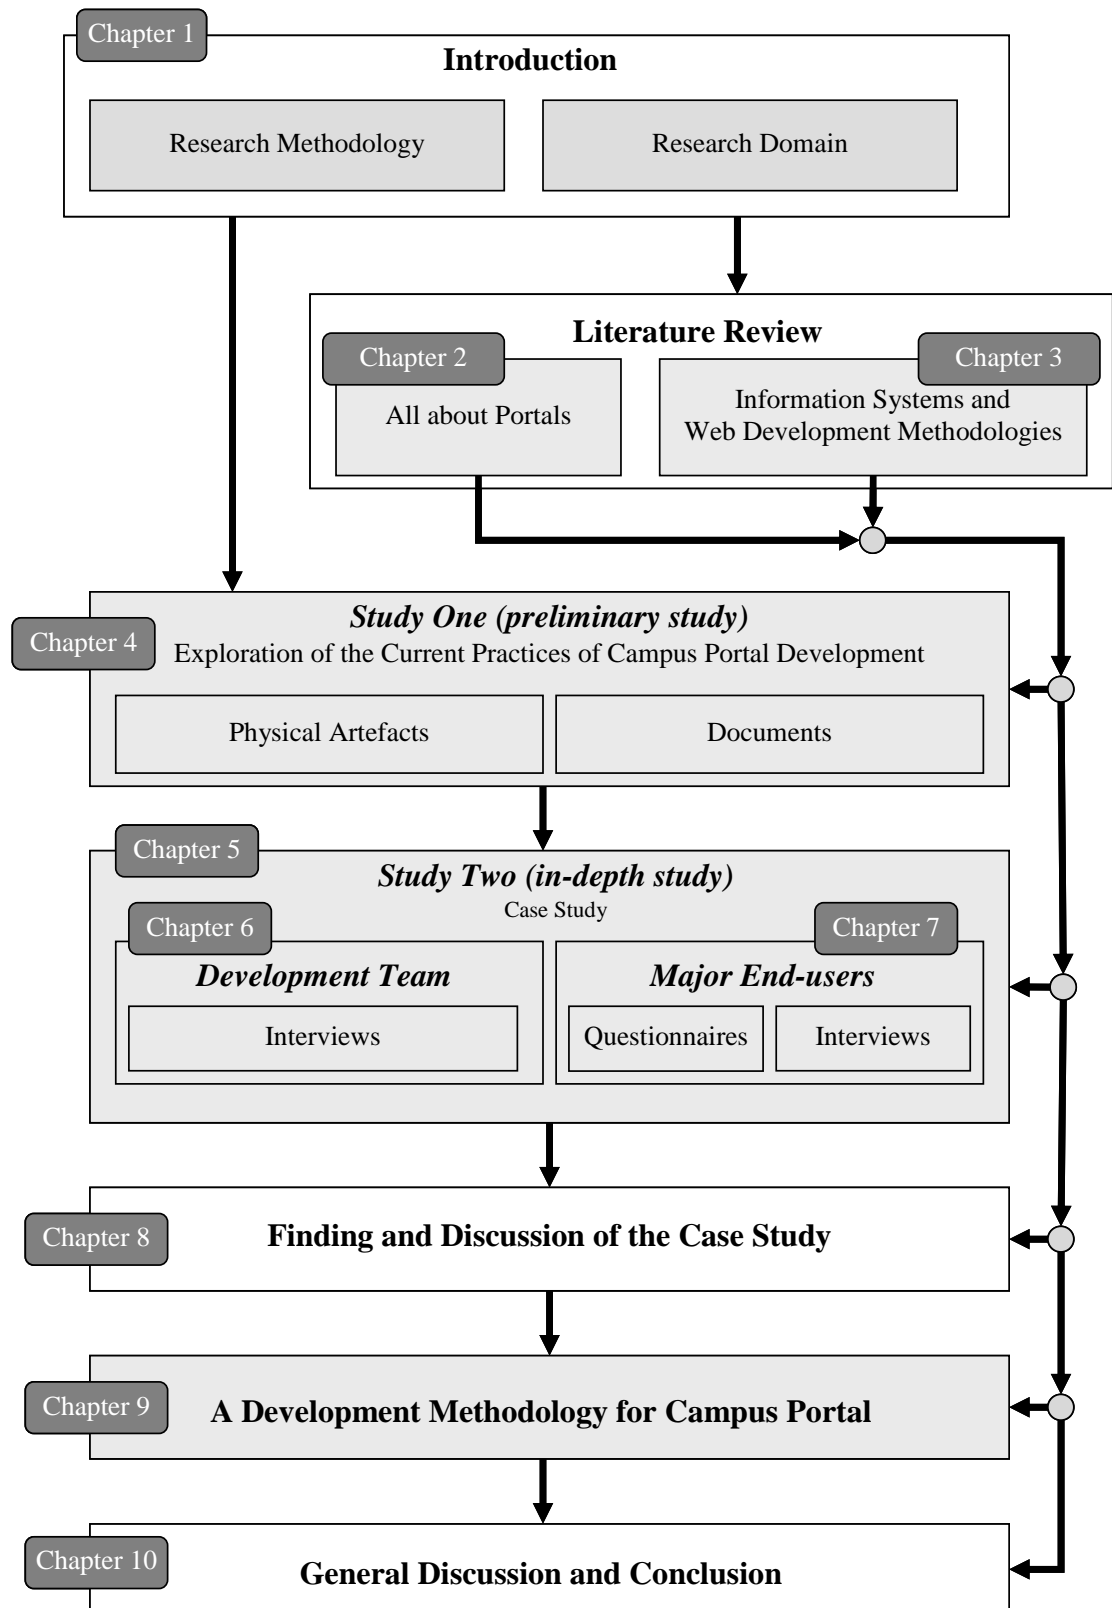 Chapter 1
Introduction
Research Methodology
Research Domain
Literature Review
Chapter 2
Chapter 3
All about Portals
Information Systems and
Web Development Methodologies
Study One (preliminary study)
Chapter 4
Exploration of the Current Practices of Campus Portal Development
Physical Artefacts
Documents
Chapter 5
Study Two (in-depth study)
Case Study
Chapter 6
Chapter 7
Development Team
Major End-users
Interviews
Questionnaires
Interviews
Chapter 8
Finding and Discussion of the Case Study
Chapter 9
A Development Methodology for Campus Portal
Chapter 10
General Discussion and Conclusion